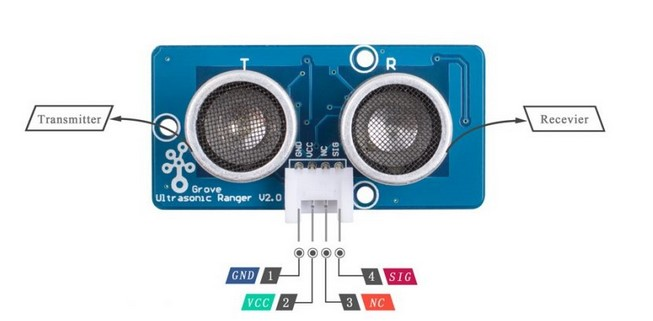 T
R
Transmitter
Recevier
GND
VCC
NC
SIG
Grove
Ultrasonic Ranger V2.0
GND 1
4 SIG
VCC 2
3 NC